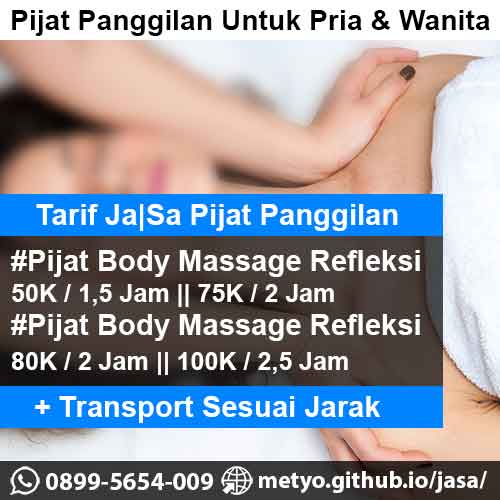 Pijat Panggilan Untuk Pria & Wanita
Tarif Ja|Sa Pijat Panggilan
#Pijat Body Massage Refleksi
50K / 1,5 Jam || 75K / 2 Jam
#Pijat Body Massage Refleksi
80K / 2 Jam || 100K / 2,5 Jam
+ Transport Sesuai Jarak
0899-5654-009 metyo.github.io/jasa/